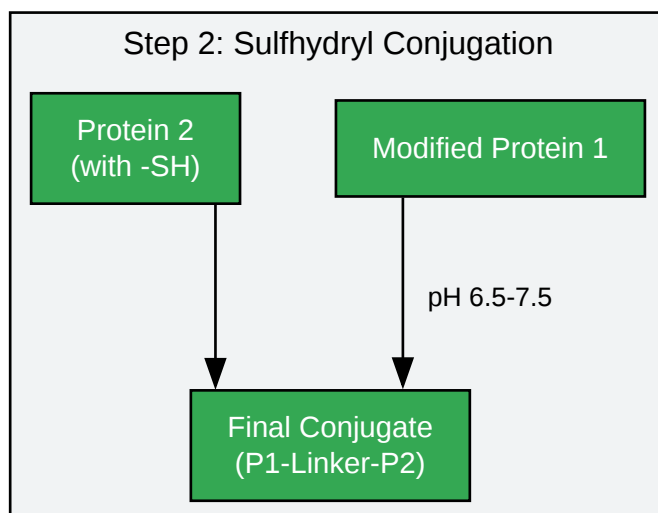 Step 2: Sulfhydryl Conjugation
Protein 2
(with -SH)
Modified Protein 1
pH 6.5-7.5
Final Conjugate
(P1-Linker-P2)